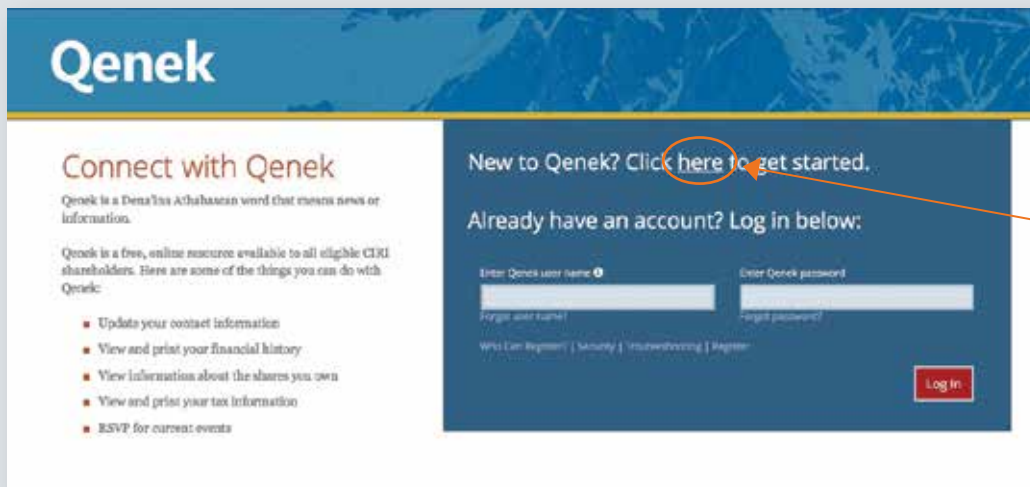 Qenek
Connect with Qenek
Qenek is a Dena'ina Athabascan word that means news or
information.
Qenek is a free, online resource available to all eligible CIRI
shareholders. Here are some of the things you can do with
Qenek:
Update your contact information
View and print your financial history
View information about the shares you own
View and print your tax information
RSVP for current events
New to Qenek? Click here to get started.
Already have an account? Log in below:
Enter Qenek user name
Enter Qenek password
Forgot user name?
Forgot password?
Who Can Register? | Security | Troubleshooting | Register
Log In